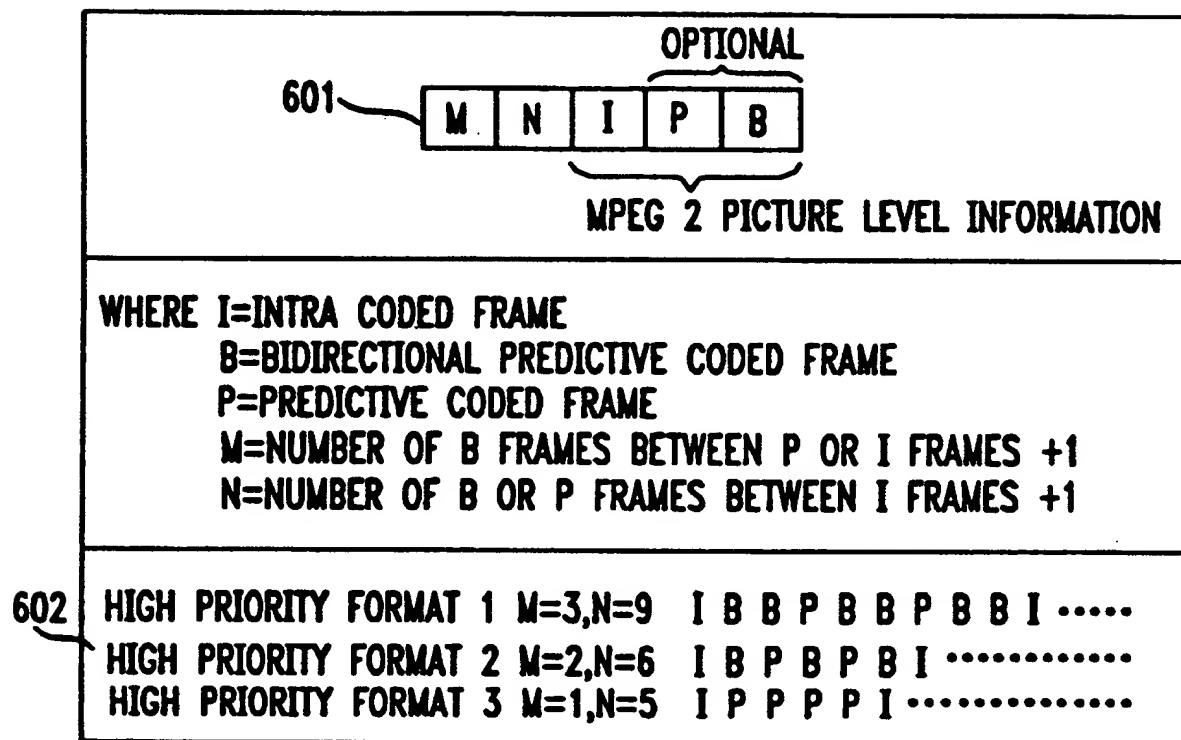 OPTIONAL
601
M N I P B
MPEG 2 PICTURE LEVEL INFORMATION
WHERE I=INTRA CODED FRAME
B=BIDIRECTIONAL PREDICTIVE CODED FRAME
P=PREDICTIVE CODED FRAME
M=NUMBER OF B FRAMES BETWEEN P OR I FRAMES +1
N=NUMBER OF B OR P FRAMES BETWEEN I FRAMES +1
602
HIGH PRIORITY FORMAT 1 M=3,N=9 I B B P B B P B B I .....
HIGH PRIORITY FORMAT 2 M=2,N=6 I B P B P B I ............
HIGH PRIORITY FORMAT 3 M=1,N=5 I P P P P I ..............